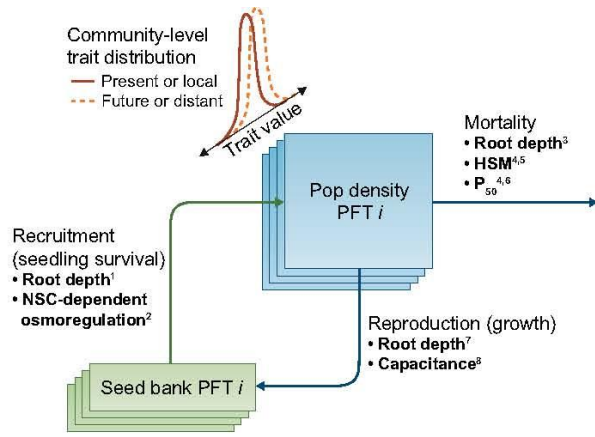 Community-level
trait distribution
Present or local
Future or distant
Trait value
Mortality
• Root depth³
• HSM⁴,⁵
• P₅₀⁴,⁶
Pop density
PFT i
Recruitment
(seedling survival)
• Root depth¹
• NSC-dependent
osmoregulation²
Reproduction (growth)
• Root depth⁷
• Capacitance⁸
Seed bank PFT i